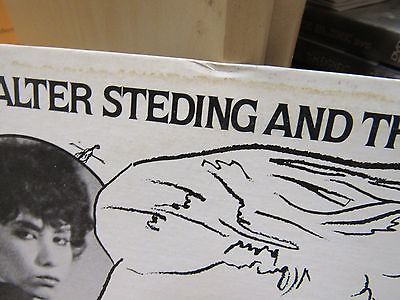 ALTER STEDING AND TH